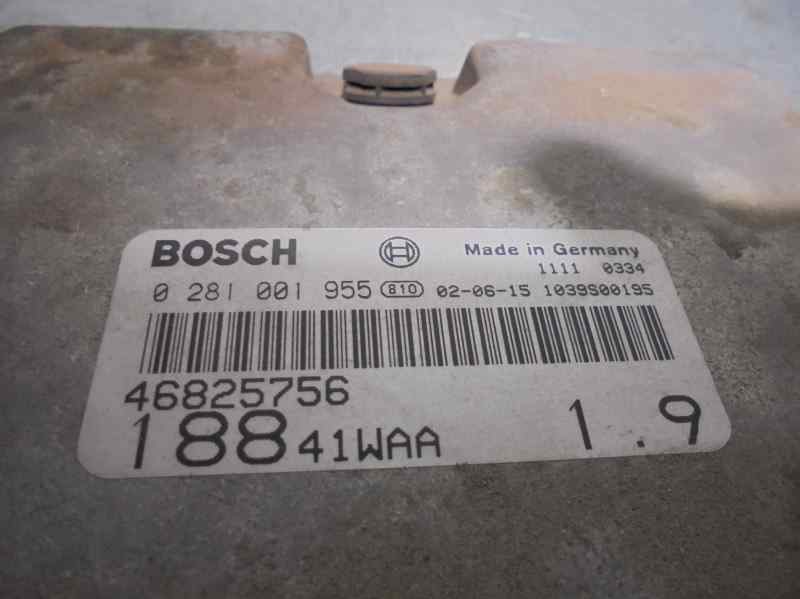 BOSCH Made in Germany
1111 0334
0 281 001 955 810 02-06-15 1039S00195
46825756
188 41WAA 1.9